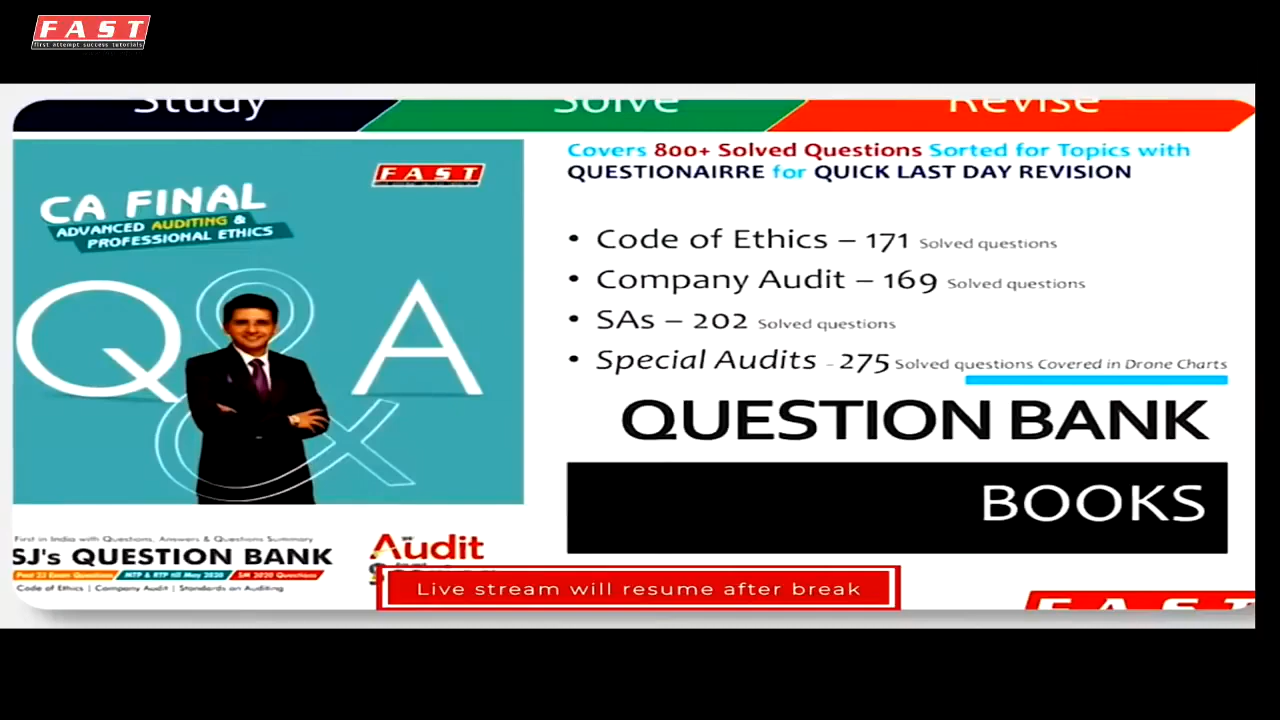 FAST
first attempt success tutorials
Study Solve Revise
FAST
CA FINAL
ADVANCED AUDITING &
PROFESSIONAL ETHICS
Q & A
First in India with Questions, Answers & Questions Summary
SJ's QUESTION BANK
Past 23 Exam Questions MTP & RTP till May 2020 SM 2020 Questions
Code of Ethics | Company Audit | Standards on Auditing
Audit
Covers 800+ Solved Questions Sorted for Topics with
QUESTIONAIRRE for QUICK LAST DAY REVISION
• Code of Ethics – 171 Solved questions
• Company Audit – 169 Solved questions
• SAs – 202 Solved questions
• Special Audits - 275 Solved questions Covered in Drone Charts
QUESTION BANK
BOOKS
Live stream will resume after break
FAST